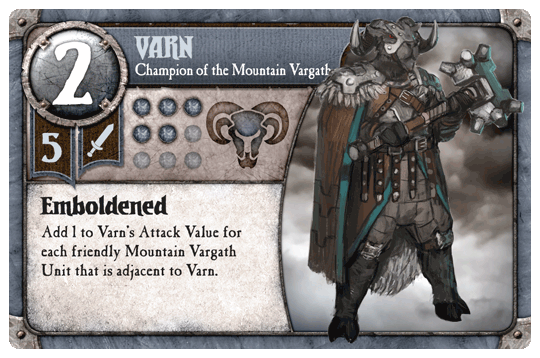 2
VARN
Champion of the Mountain Vargath
5
Emboldened
Add 1 to Varn's Attack Value for
each friendly Mountain Vargath
Unit that is adjacent to Varn.